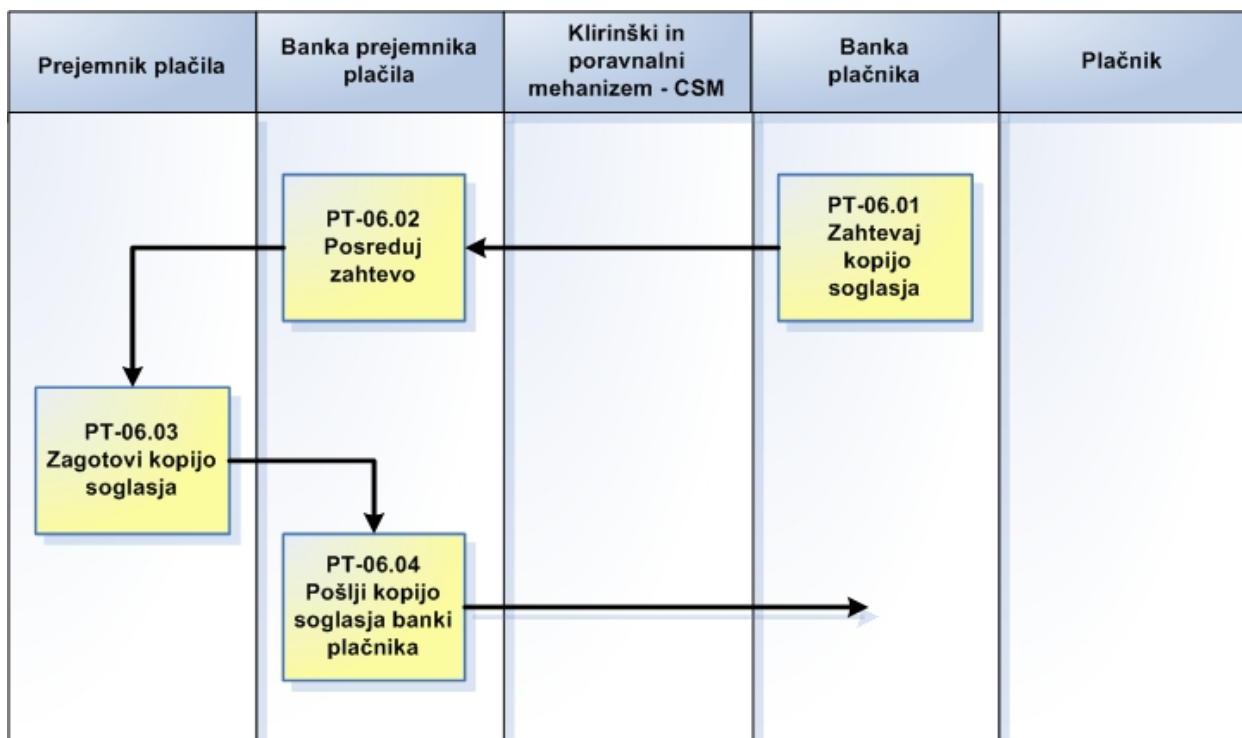 Prejemnik plačila
Banka prejemnika
plačila
Klirinški in
poravnalni
mehanizem - CSM
Banka
plačnika
Plačnik
PT-06.02
Posreduj
zahtevo
PT-06.01
Zahtevaj
kopijo
soglasja
PT-06.03
Zagotovi kopijo
soglasja
PT-06.04
Pošlji kopijo
soglasja banki
plačnika